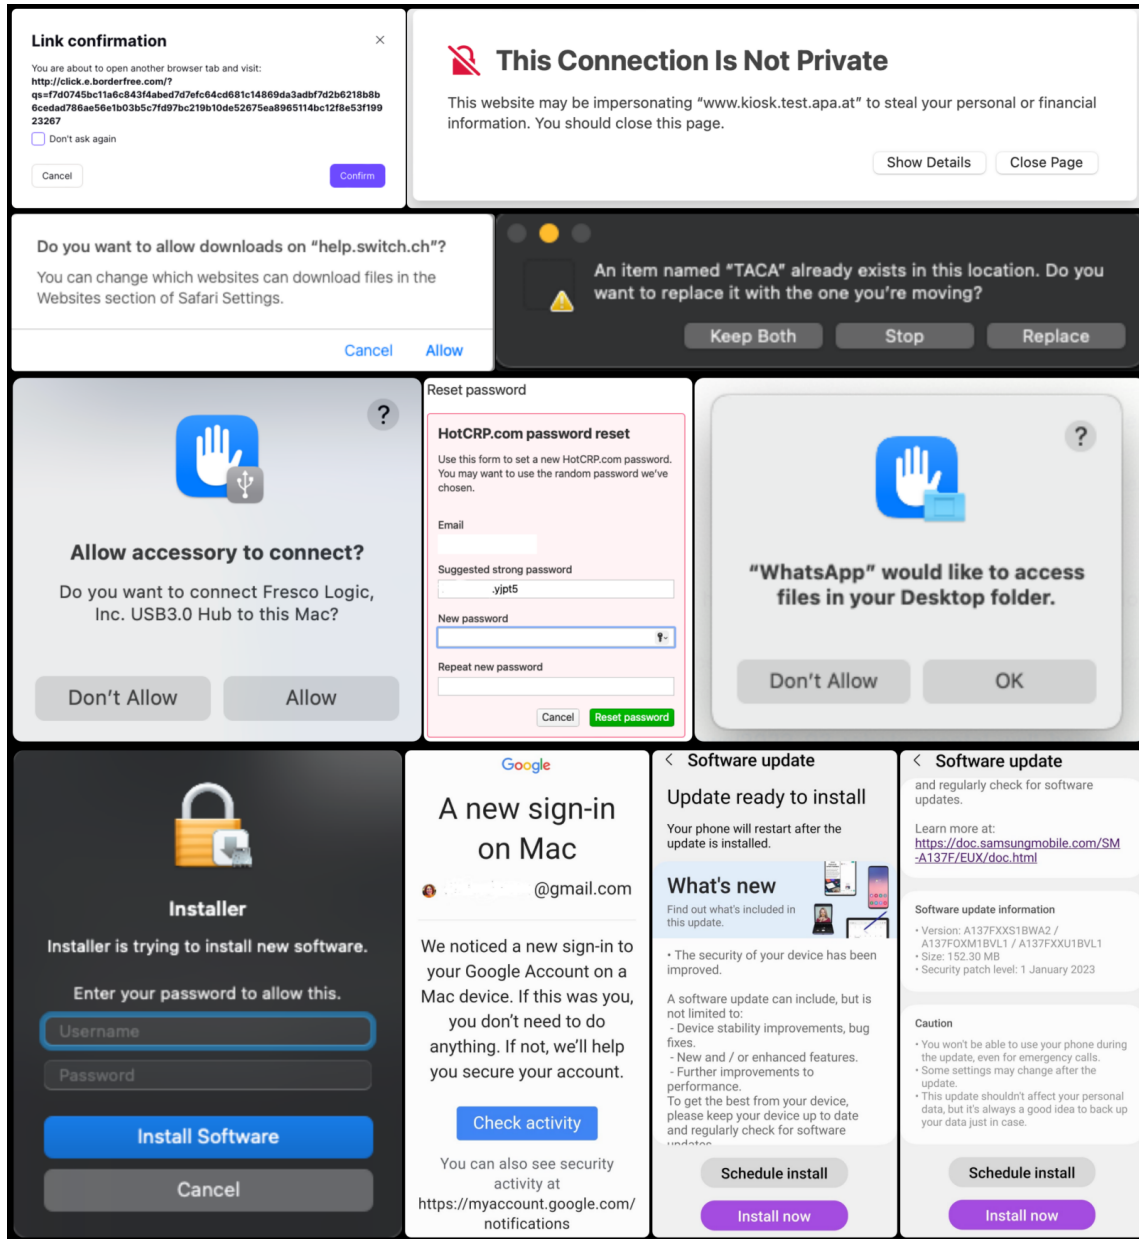 Link confirmation
You are about to open another browser tab and visit:
http://click.e.borderfree.com/?
qs=f7d0745bc11a6c843f4abed7d7efc64cd681c14869da3adbf7d2b6218b8b
6cedad786ae56e1b03b5c7fd97bc219b10de52675ea8965114bc12f8e53f199
23267
Don't ask again
Cancel
Confirm
This Connection Is Not Private
This website may be impersonating “www.kiosk.test.apa.at” to steal your personal or financial
information. You should close this page.
Show Details
Close Page
Do you want to allow downloads on “help.switch.ch”?
You can change which websites can download files in the
Websites section of Safari Settings.
Cancel
Allow
An item named “TACA” already exists in this location. Do you
want to replace it with the one you’re moving?
Keep Both
Stop
Replace
?
Allow accessory to connect?
Do you want to connect Fresco Logic,
Inc. USB3.0 Hub to this Mac?
Don’t Allow
Allow
Reset password
HotCRP.com password reset
Use this form to set a new HotCRP.com password.
You may want to use the random password we’ve
chosen.
Email
Suggested strong password
.yjpt5
New password
Repeat new password
Cancel
Reset password
?
“WhatsApp” would like to access
files in your Desktop folder.
Don’t Allow
OK
Installer
Installer is trying to install new software.
Enter your password to allow this.
Username
Password
Install Software
Cancel
Google
A new sign-in
on Mac
@gmail.com
We noticed a new sign-in to
your Google Account on a
Mac device. If this was you,
you don’t need to do
anything. If not, we’ll help
you secure your account.
Check activity
You can also see security
activity at
https://myaccount.google.com/
notifications
Software update
Update ready to install
Your phone will restart after the
update is installed.
What's new
Find out what's included in
this update.
• The security of your device has been
improved.
A software update can include, but is
not limited to:
- Device stability improvements, bug
fixes.
- New and / or enhanced features.
- Further improvements to
performance.
To get the best from your device,
please keep your device up to date
and regularly check for software
updates.
Schedule install
Install now
Software update
and regularly check for software
updates.
Learn more at:
https://doc.samsungmobile.com/SM
-A137F/EUX/doc.html
Software update information
• Version: A137FXXS1BWA2 /
A137FOXM1BVL1 / A137FXXU1BVL1
• Size: 152.30 MB
• Security patch level: 1 January 2023
Caution
• You won't be able to use your phone during
the update, even for emergency calls.
• Some settings may change after the
update.
• This update shouldn't affect your personal
data, but it's always a good idea to back up
your data just in case.
Schedule install
Install now